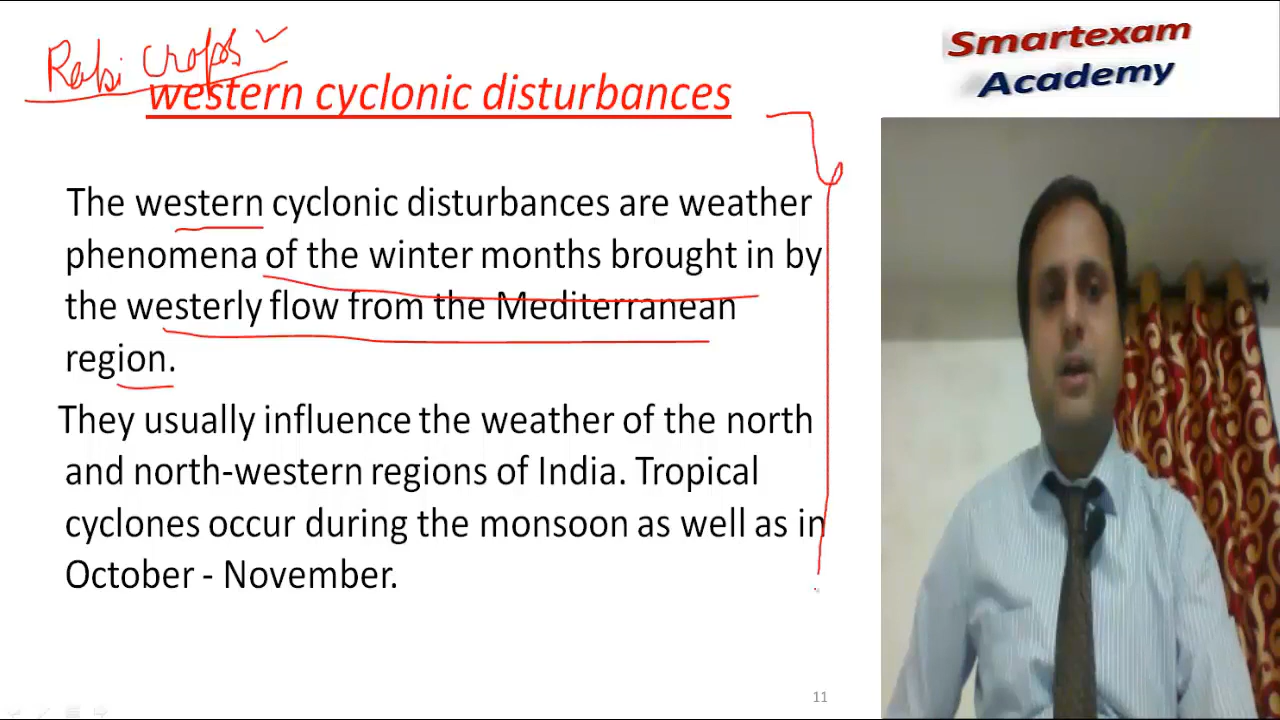 Rabi crops
Smartexam
Academy
western cyclonic disturbances
The western cyclonic disturbances are weather
phenomena of the winter months brought in by
the westerly flow from the Mediterranean
region.
They usually influence the weather of the north
and north-western regions of India. Tropical
cyclones occur during the monsoon as well as in
October - November.
11